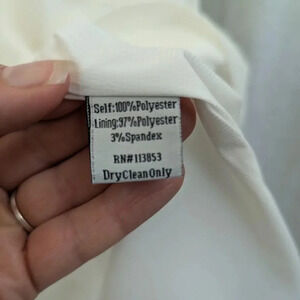 Self:100%Polyester
Lining:97%Polyester
3%Spandex
RN#113853
DryCleanOnly